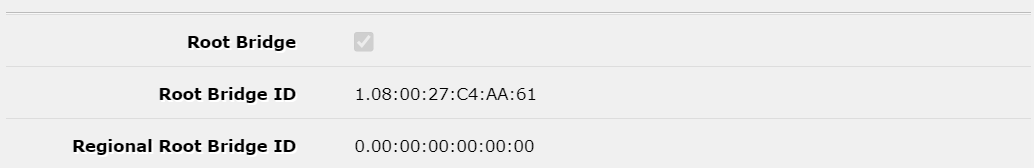 Root Bridge
Root Bridge ID 1.08:00:27:C4:AA:61
Regional Root Bridge ID 0.00:00:00:00:00:00